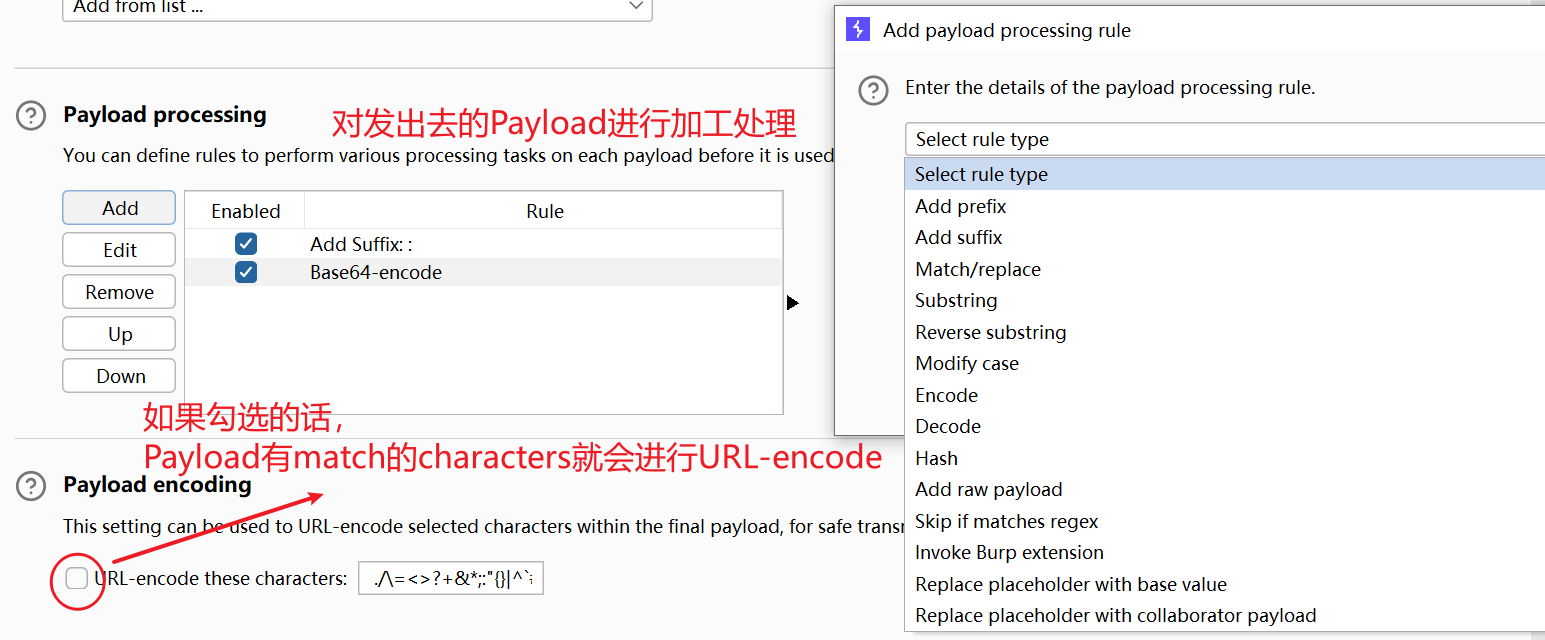 Add from list ...
Payload processing
对发出去的Payload进行加工处理
You can define rules to perform various processing tasks on each payload before it is used
Add
Edit
Remove
Up
Down
Enabled
Rule
Add Suffix: :
Base64-encode
如果勾选的话，
Payload有match的characters就会进行URL-encode
Payload encoding
This setting can be used to URL-encode selected characters within the final payload, for safe
URL-encode these characters:
./\=<>?+&*;:"{}|^`
Add payload processing rule
Enter the details of the payload processing rule.
Select rule type
Select rule type
Add prefix
Add suffix
Match/replace
Substring
Reverse substring
Modify case
Encode
Decode
Hash
Add raw payload
Skip if matches regex
Invoke Burp extension
Replace placeholder with base value
Replace placeholder with collaborator payload